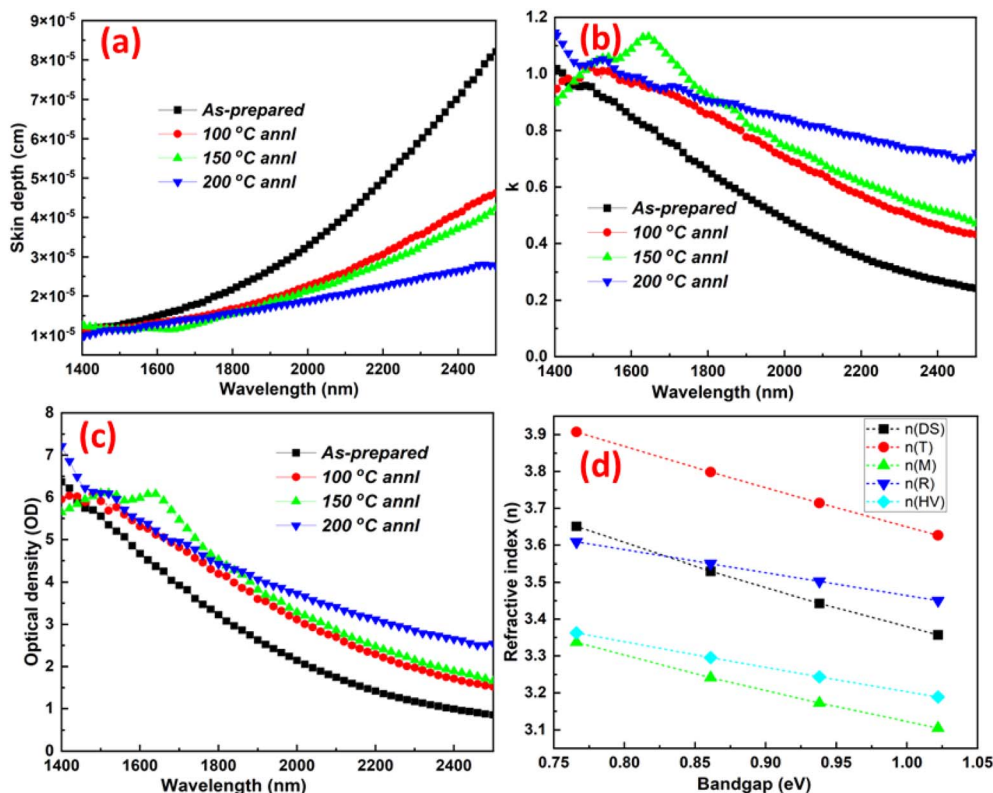 (a)
9×10⁻⁵
8×10⁻⁵
7×10⁻⁵
6×10⁻⁵
5×10⁻⁵
4×10⁻⁵
3×10⁻⁵
2×10⁻⁵
1×10⁻⁵
Skin depth (cm)
As-prepared
100 °C annl
150 °C annl
200 °C annl
1400 1600 1800 2000 2200 2400
Wavelength (nm)
(b)
1.2
1.0
0.8
0.6
0.4
0.2
0.0
k
As-prepared
100 °C annl
150 °C annl
200 °C annl
1400 1600 1800 2000 2200 2400
Wavelength (nm)
(c)
8
7
6
5
4
3
2
1
0
Optical density (OD)
As-prepared
100 °C annl
150 °C annl
200 °C annl
1400 1600 1800 2000 2200 2400
Wavelength (nm)
(d)
3.9
3.8
3.7
3.6
3.5
3.4
3.3
3.2
3.1
Refractive index (n)
n(DS)
n(T)
n(M)
n(R)
n(HV)
0.75 0.80 0.85 0.90 0.95 1.00 1.05
Bandgap (eV)